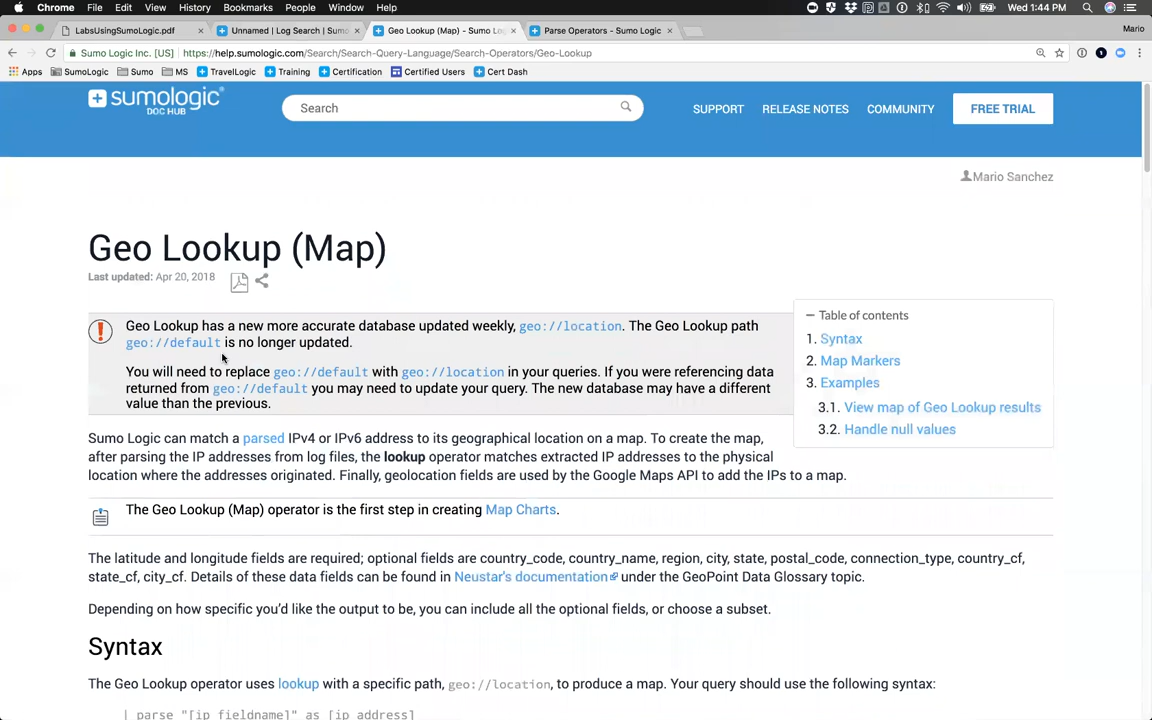 Chrome File Edit View History Bookmarks People Window Help Wed 1:44 PM
LabsUsingSumoLogic.pdf Unnamed | Log Search | Sumo Geo Lookup (Map) - Sumo Lo Parse Operators - Sumo Logic Mario
Sumo Logic Inc. [US] https://help.sumologic.com/Search/Search-Query-Language/Search-Operators/Geo-Lookup
Apps SumoLogic Sumo MS TravelLogic Training Certification Certified Users Cert Dash
sumologic
DOC HUB
Search
SUPPORT RELEASE NOTES COMMUNITY FREE TRIAL
Mario Sanchez
Geo Lookup (Map)
Last updated: Apr 20, 2018
Geo Lookup has a new more accurate database updated weekly, geo://location. The Geo Lookup path
geo://default is no longer updated.
You will need to replace geo://default with geo://location in your queries. If you were referencing data
returned from geo://default you may need to update your query. The new database may have a different
value than the previous.
Table of contents
1. Syntax
2. Map Markers
3. Examples
3.1. View map of Geo Lookup results
3.2. Handle null values
Sumo Logic can match a parsed IPv4 or IPv6 address to its geographical location on a map. To create the map,
after parsing the IP addresses from log files, the lookup operator matches extracted IP addresses to the physical
location where the addresses originated. Finally, geolocation fields are used by the Google Maps API to add the IPs to a map.
The Geo Lookup (Map) operator is the first step in creating Map Charts.
The latitude and longitude fields are required; optional fields are country_code, country_name, region, city, state, postal_code, connection_type, country_cf,
state_cf, city_cf. Details of these data fields can be found in Neustar's documentation under the GeoPoint Data Glossary topic.
Depending on how specific you'd like the output to be, you can include all the optional fields, or choose a subset.
Syntax
The Geo Lookup operator uses lookup with a specific path, geo://location, to produce a map. Your query should use the following syntax:
| parse "[ip_fieldname]" as [ip_address]